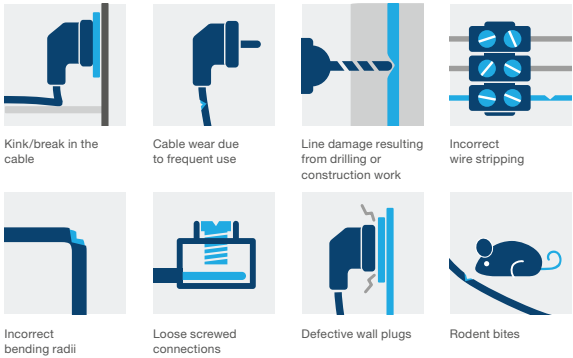 Kink/break in the
cable
Cable wear due
to frequent use
Line damage resulting
from drilling or
construction work
Incorrect
wire stripping
Incorrect
bending radii
Loose screwed
connections
Defective wall plugs
Rodent bites